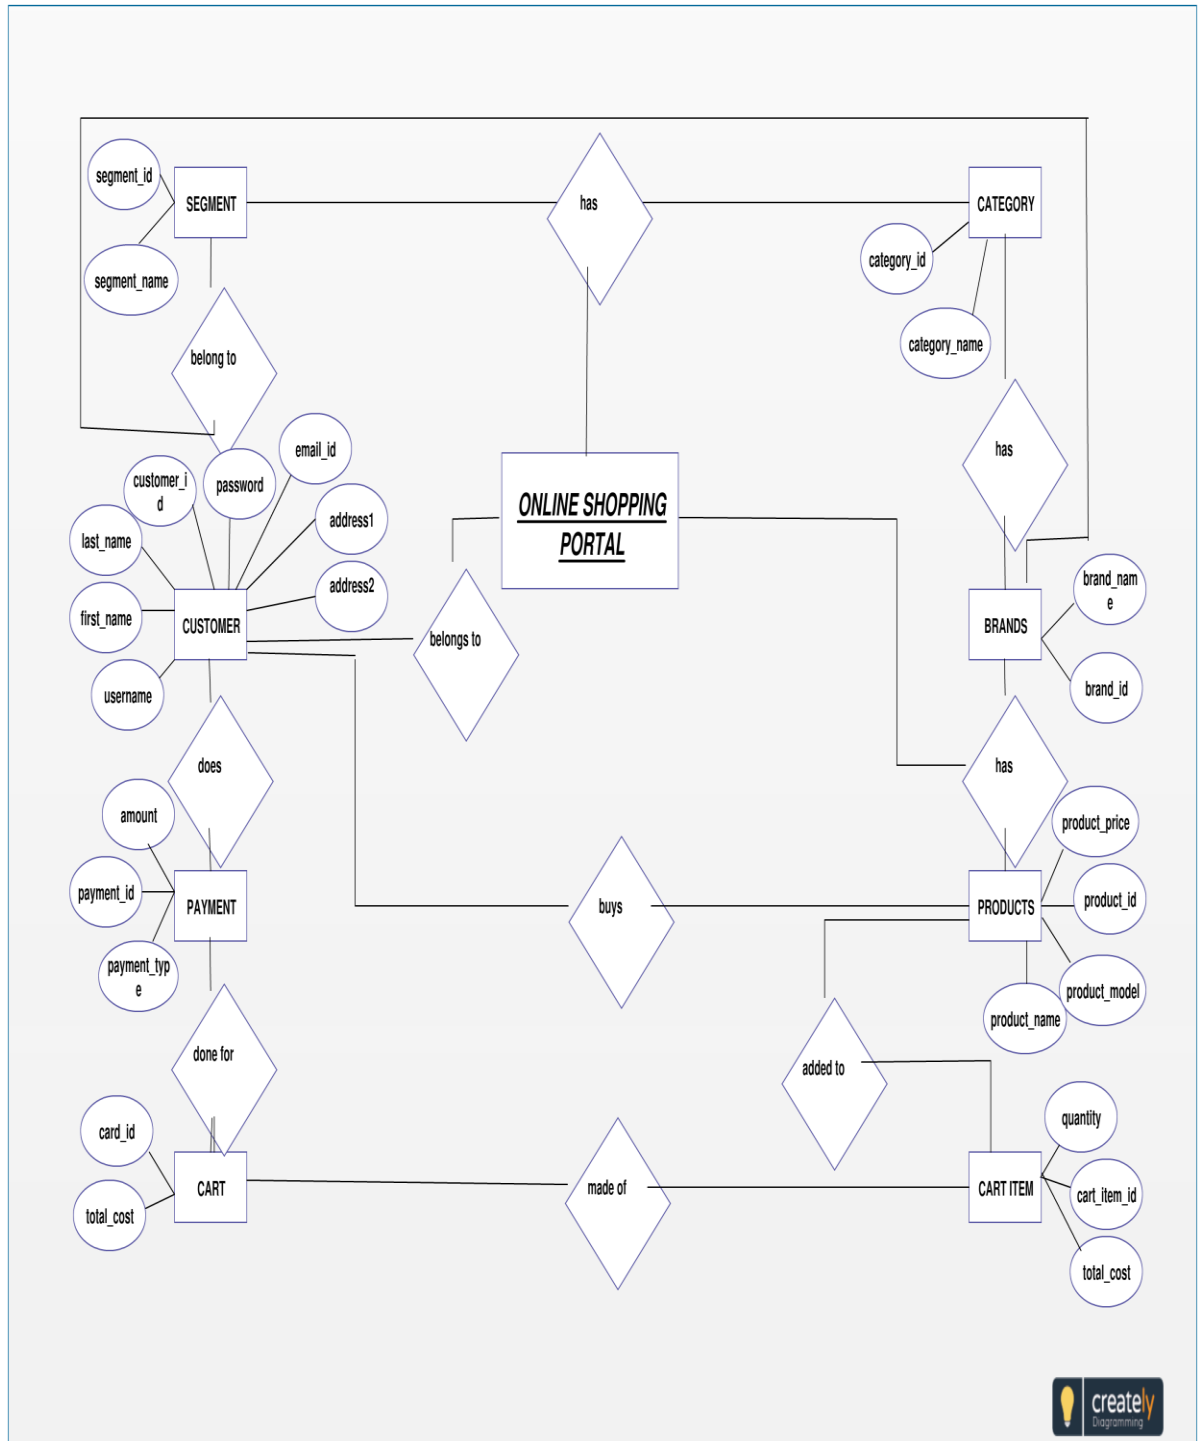 segment_id
SEGMENT
has
CATEGORY
category_id
segment_name
category_name
belong to
has
email_id
customer_i
d
password
ONLINE SHOPPING
PORTAL
address1
last_name
address2
brand_nam
e
first_name
CUSTOMER
belongs to
BRANDS
username
brand_id
does
has
amount
product_price
payment_id
PAYMENT
buys
PRODUCTS
product_id
payment_typ
e
product_model
product_name
done for
added to
card_id
quantity
CART
made of
CART ITEM
cart_item_id
total_cost
total_cost
creately
Diagramming